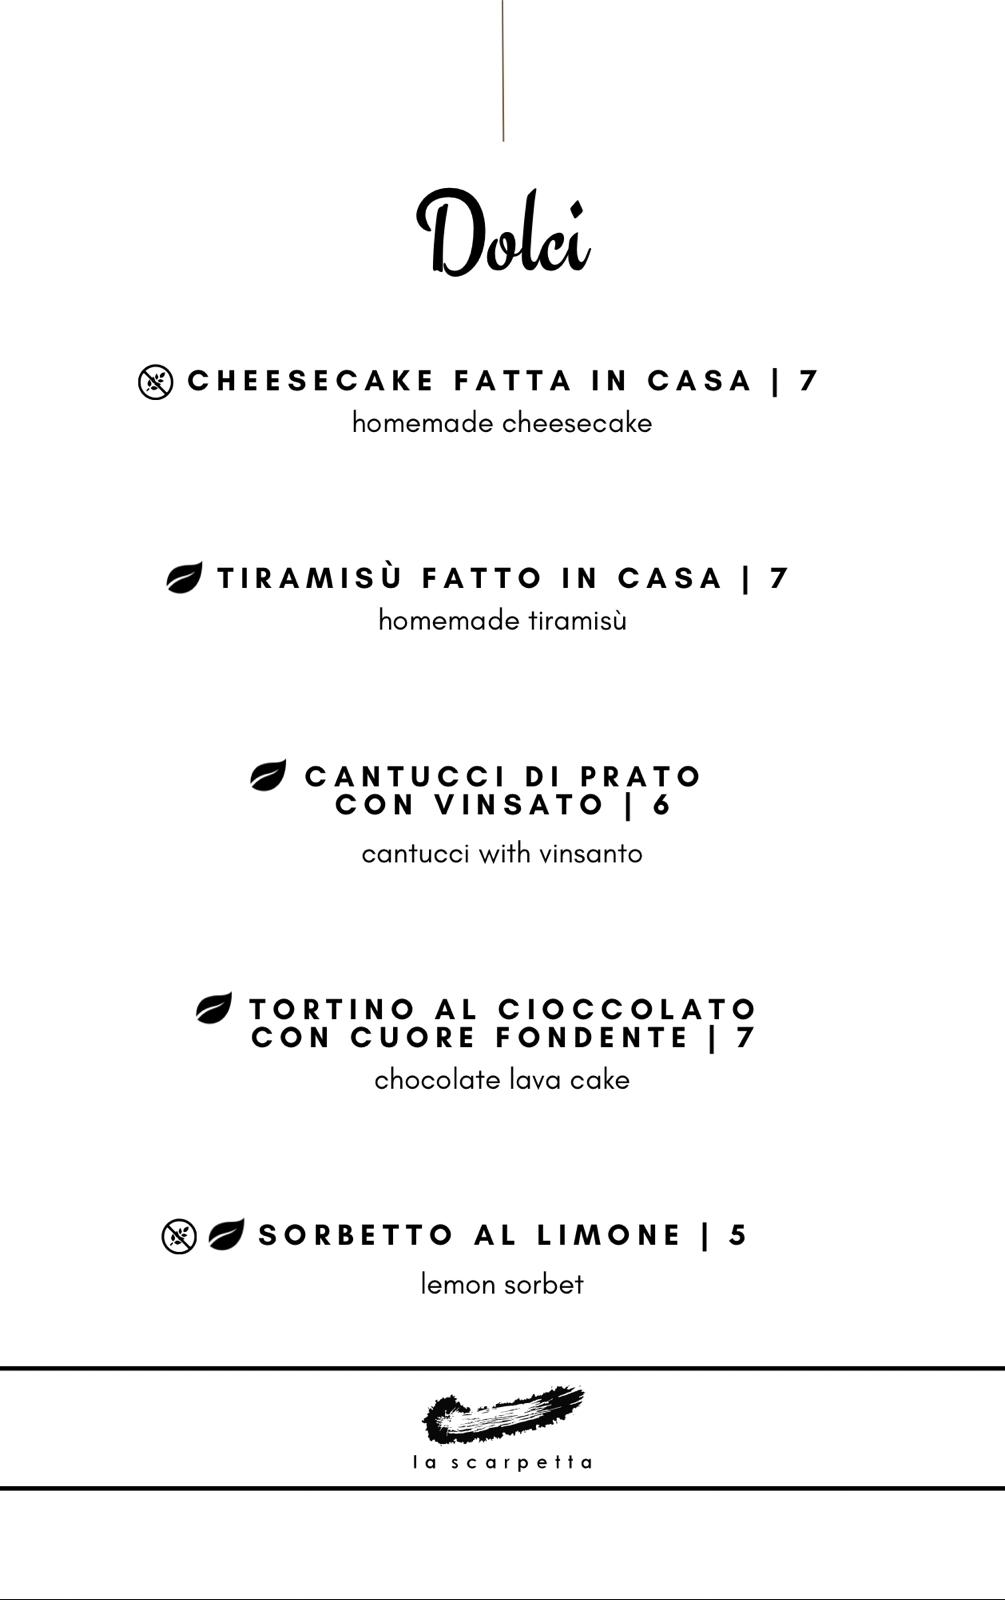 Dolci
CHEESECAKE FATTA IN CASA | 7
homemade cheesecake
TIRAMISÙ FATTO IN CASA | 7
homemade tiramisù
CANTUCCI DI PRATO
CON VINSATO | 6
cantucci with vinsanto
TORTINO AL CIOCCOLATO
CON CUORE FONDENTE | 7
chocolate lava cake
SORBETTO AL LIMONE | 5
lemon sorbet
la scarpetta